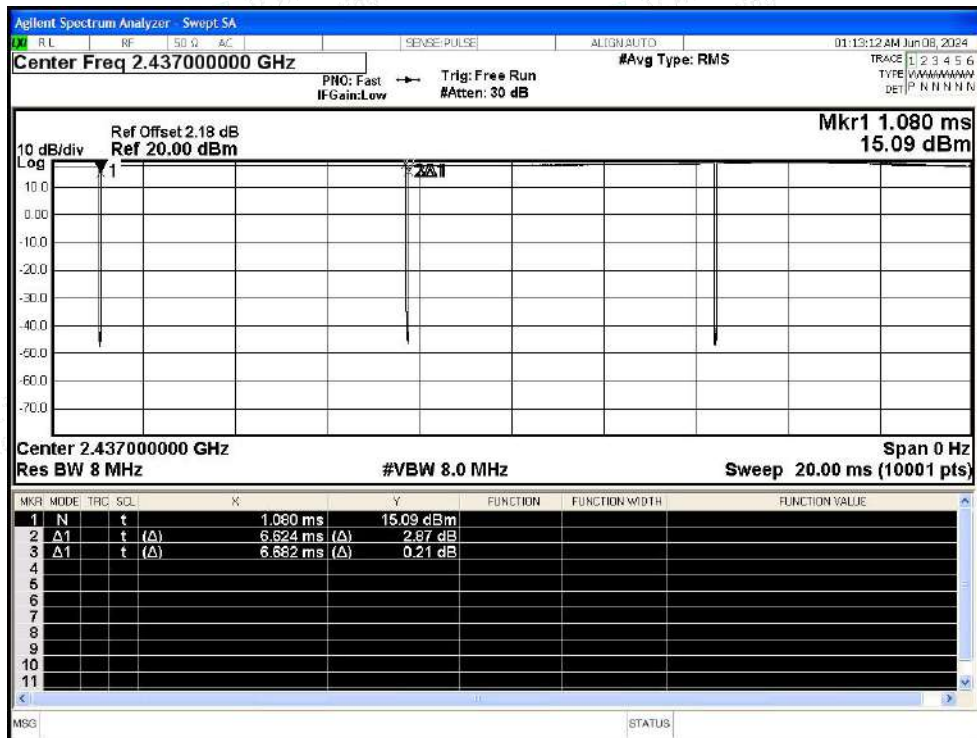 Agilent Spectrum Analyzer - Swept SA
LXI RL RF 50 Ω AC SENSE:PULSE ALIGN AUTO 01:13:12 AM Jun 08, 2024
Center Freq 2.437000000 GHz #Avg Type: RMS TRACE 1 2 3 4 5 6
PNO: Fast Trig: Free Run TYPE
IFGain:Low #Atten: 30 dB DET P N N N N N
Mkr1 1.080 ms
Ref Offset 2.18 dB
10 dB/div Ref 20.00 dBm 15.09 dBm
Log
1
2Δ1
10.0
0.00
-10.0
-20.0
-30.0
-40.0
-50.0
-60.0
-70.0
Center 2.437000000 GHz Span 0 Hz
Res BW 8 MHz #VBW 8.0 MHz Sweep 20.00 ms (10001 pts)
MKR MODE TRC SCL X Y FUNCTION FUNCTION WIDTH FUNCTION VALUE
1 N t 1.080 ms 15.09 dBm
2 Δ1 t (Δ) 6.624 ms (Δ) 2.87 dB
3 Δ1 t (Δ) 6.682 ms (Δ) 0.21 dB
4
5
6
7
8
9
10
11
MSG STATUS